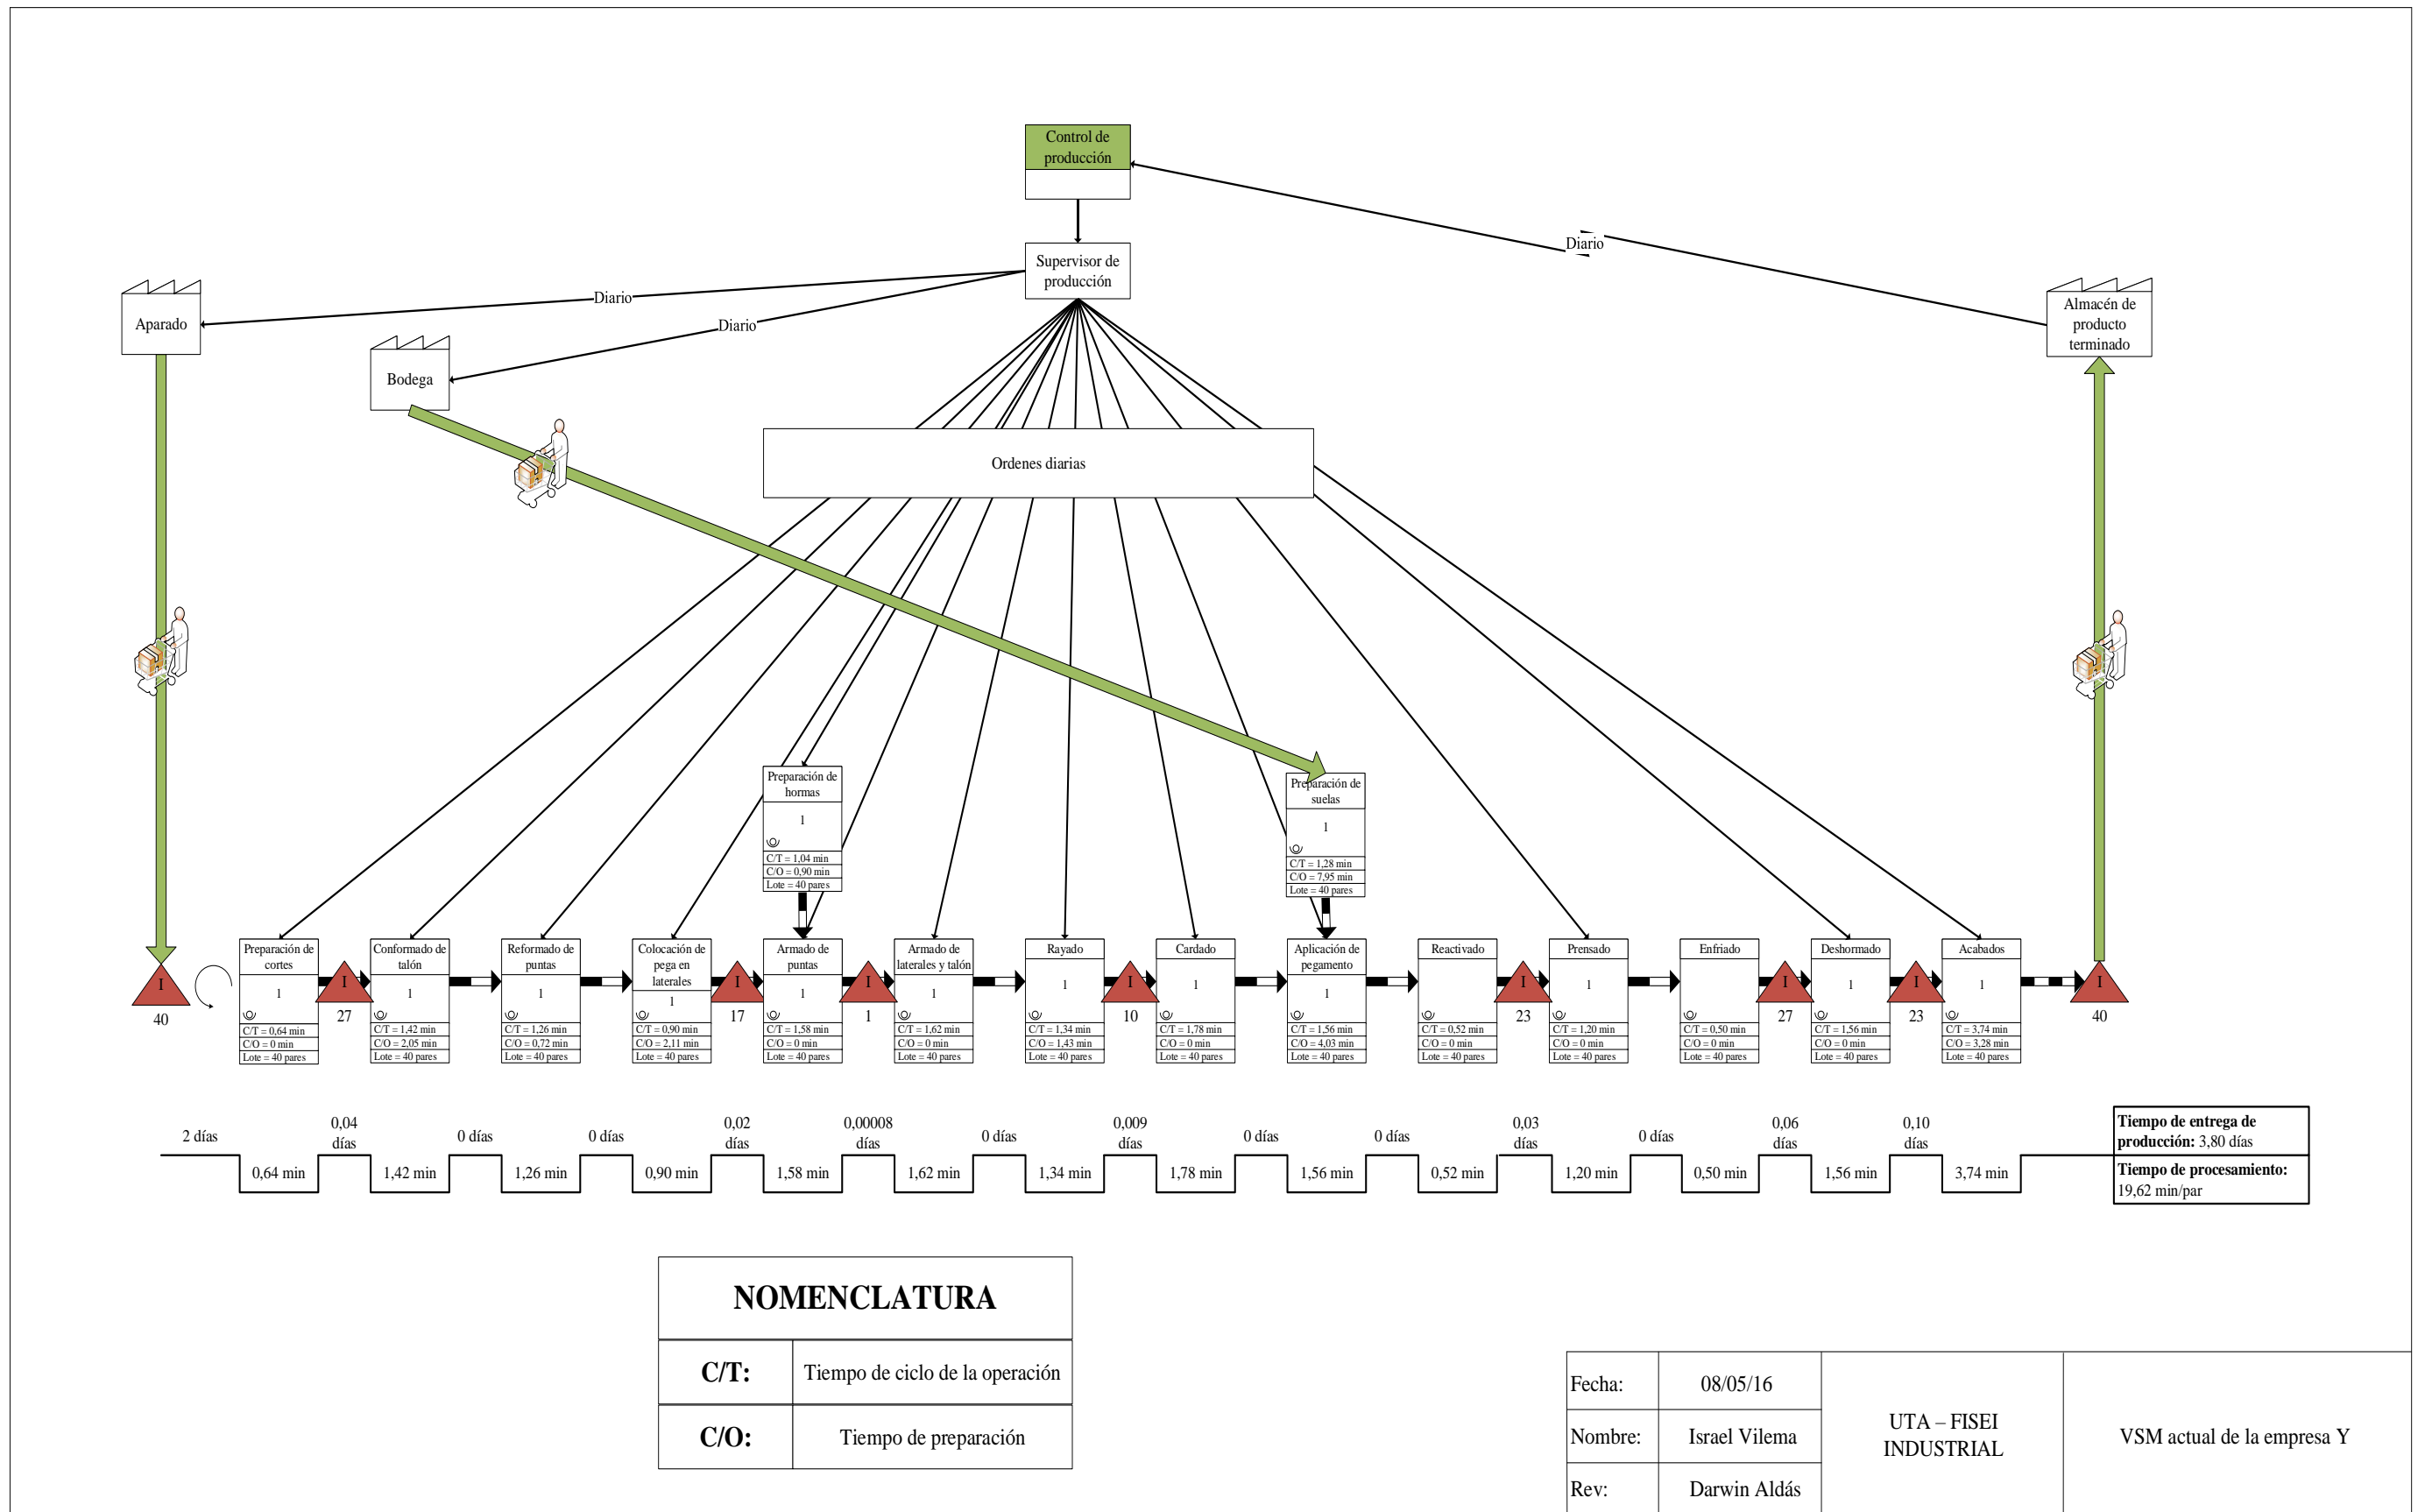 Control de
producción
Supervisor de
producción
Diario
Diario
Diario
Aparado
Bodega
Almacén de
producto
terminado
Ordenes diarias
Preparación de
hormas
1
C/T = 1,04 min
C/O = 0,90 min
Lote = 40 pares
Preparación de
suelas
1
C/T = 1,28 min
C/O = 7,95 min
Lote = 40 pares
I
40
Preparación de
cortes
1
C/T = 0,64 min
C/O = 0 min
Lote = 40 pares
I
27
Conformado de
talón
1
C/T = 1,42 min
C/O = 2,05 min
Lote = 40 pares
Reformado de
puntas
1
C/T = 1,26 min
C/O = 0,72 min
Lote = 40 pares
Colocación de
pega en
laterales
1
C/T = 0,90 min
C/O = 2,11 min
Lote = 40 pares
I
17
Armado de
puntas
1
C/T = 1,58 min
C/O = 0 min
Lote = 40 pares
I
1
Armado de
laterales y talón
1
C/T = 1,62 min
C/O = 0 min
Lote = 40 pares
Rayado
1
C/T = 1,34 min
C/O = 1,43 min
Lote = 40 pares
I
10
Cardado
1
C/T = 1,78 min
C/O = 0 min
Lote = 40 pares
Aplicación de
pegamento
1
C/T = 1,56 min
C/O = 4,03 min
Lote = 40 pares
Reactivado
C/T = 0,52 min
C/O = 0 min
Lote = 40 pares
I
23
Prensado
1
C/T = 1,20 min
C/O = 0 min
Lote = 40 pares
Enfriado
C/T = 0,50 min
C/O = 0 min
Lote = 40 pares
I
27
Deshormado
1
C/T = 1,56 min
C/O = 0 min
Lote = 40 pares
I
23
Acabados
1
C/T = 3,74 min
C/O = 3,28 min
Lote = 40 pares
I
40
2 días
0,64 min
0,04
días
1,42 min
0 días
1,26 min
0 días
0,90 min
0,02
días
1,58 min
0,00008
días
1,62 min
0 días
1,34 min
0,009
días
1,78 min
0 días
1,56 min
0 días
0,52 min
0,03
días
1,20 min
0 días
0,50 min
0,06
días
1,56 min
0,10
días
3,74 min
Tiempo de entrega de
producción: 3,80 días
Tiempo de procesamiento:
19,62 min/par
NOMENCLATURA
C/T:
Tiempo de ciclo de la operación
C/O:
Tiempo de preparación
Fecha:
08/05/16
Nombre:
Israel Vilema
Rev:
Darwin Aldás
UTA – FISEI
INDUSTRIAL
VSM actual de la empresa Y